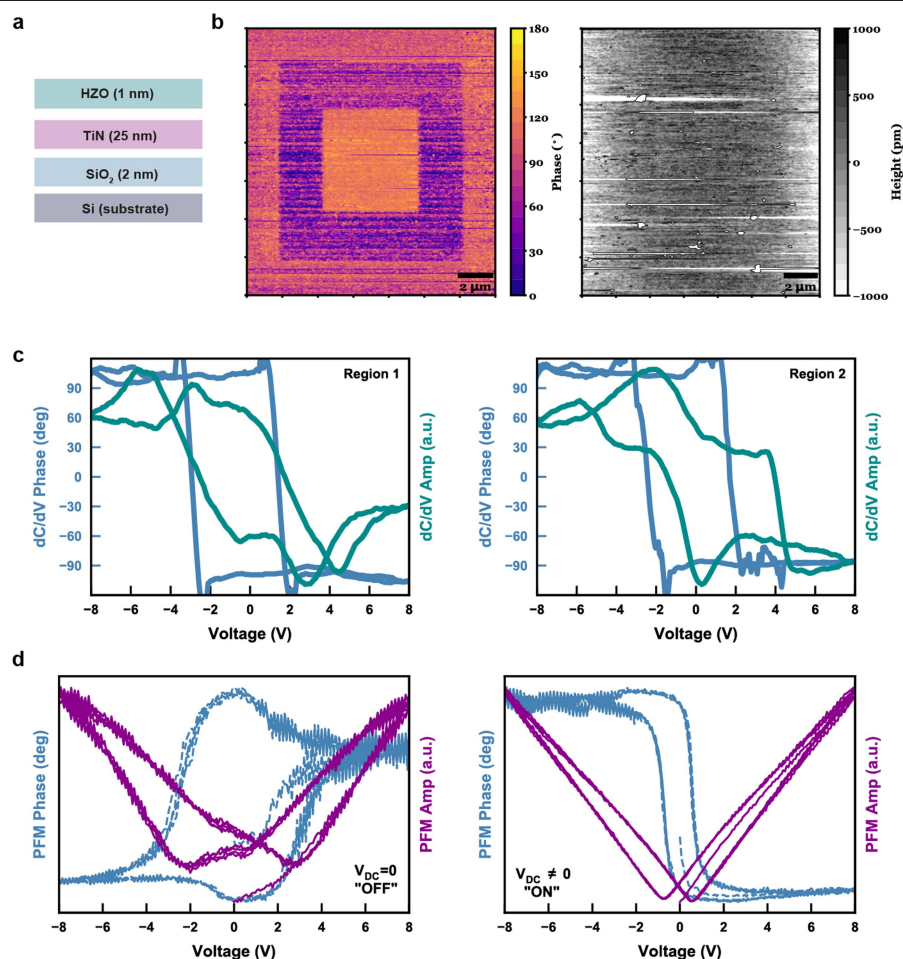 a
HZO (1 nm)
TiN (25 nm)
SiO₂ (2 nm)
Si (substrate)
b
2 µm
180
150
120
90
60
30
0
Phase (°)
2 µm
1000
500
0
−500
−1000
Height (pm)
c
dC/dV Phase (deg)
90
60
30
0
−30
−60
−90
Region 1
−8 −6 −4 −2 0 2 4 6 8
Voltage (V)
dC/dV Amp (a.u.)
dC/dV Phase (deg)
90
60
30
0
−30
−60
−90
Region 2
−8 −6 −4 −2 0 2 4 6 8
Voltage (V)
dC/dV Amp (a.u.)
d
PFM Phase (deg)
V_DC=0
"OFF"
−8 −6 −4 −2 0 2 4 6 8
Voltage (V)
PFM Amp (a.u.)
PFM Phase (deg)
V_DC ≠ 0
"ON"
−8 −6 −4 −2 0 2 4 6 8
Voltage (V)
PFM Amp (a.u.)